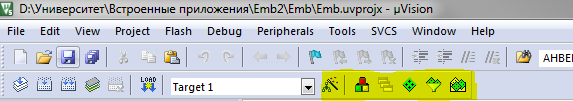 D:\Университет\Встроенные приложения\Emb2\Emb\Emb.uvprojx - µVision
File Edit View Project Flash Debug Peripherals Tools SVCS Window Help
АНВЕ
LOAD Target 1